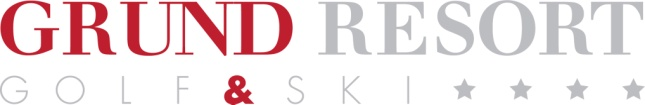 GRUND RESORT
GOLF & SKI ★ ★ ★ ★